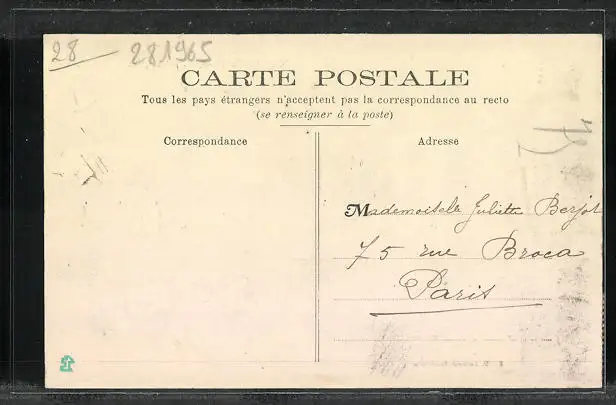 28 281965
CARTE POSTALE
Tous les pays étrangers n'acceptent pas la correspondance au recto
(se renseigner à la poste)
Correspondance
Adresse
Mademoiselle Juliette Berjot
75 rue Broca
Paris